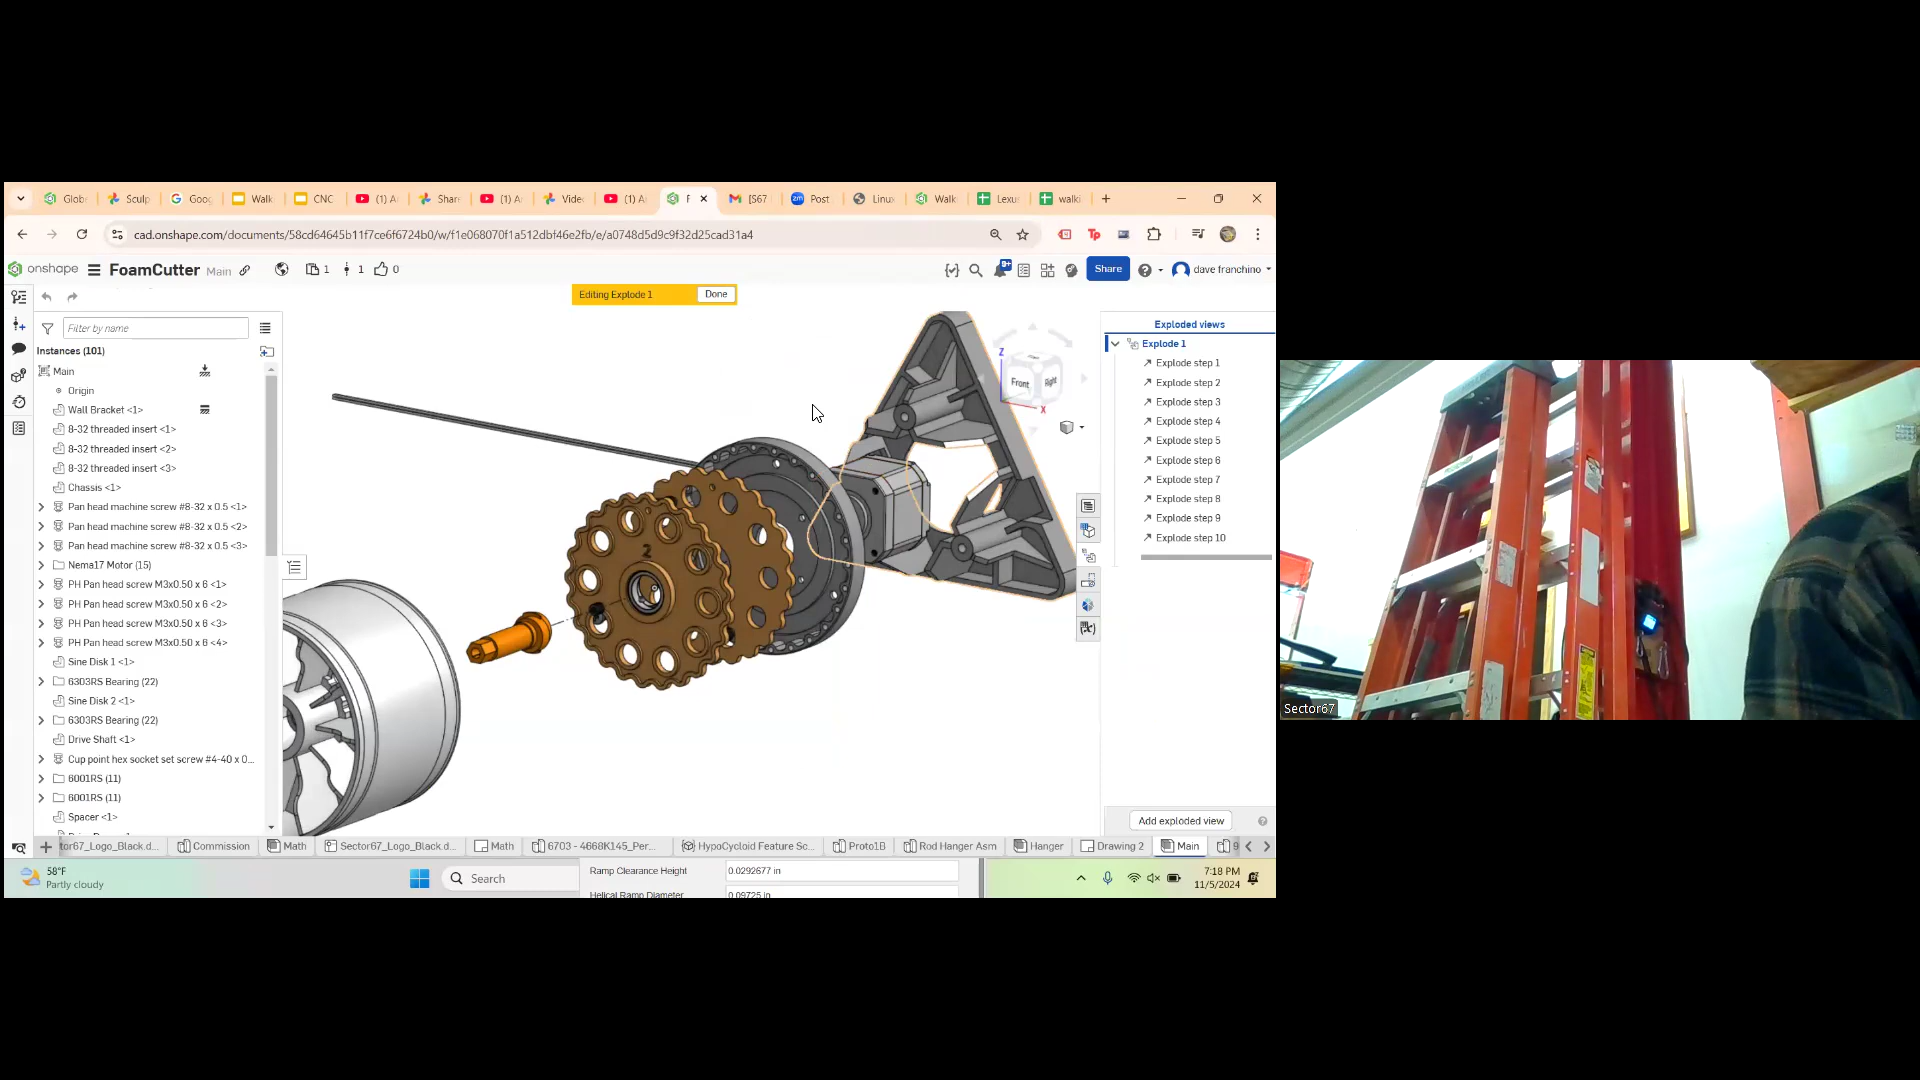 Glob
Sculp
Goog
Walk
CNC
(1) A
Shar
(1) A
Vide
(1) A
F
[S67
Post
Linu
Walk
Lexu
walki
cad.onshape.com/documents/58cd64645b11f7ce6f6724b0/w/f1e068070f1a512dbf46e2fb/e/a0748d5d9c9f32d25cad31a4
onshape
FoamCutter
Main
1
1
0
9+
Share
dave franchino
Editing Explode 1
Done
Filter by name
Instances (101)
Main
Origin
Wall Bracket <1>
8-32 threaded insert <1>
8-32 threaded insert <2>
8-32 threaded insert <3>
Chassis <1>
Pan head machine screw #8-32 x 0.5 <1>
Pan head machine screw #8-32 x 0.5 <2>
Pan head machine screw #8-32 x 0.5 <3>
Nema17 Motor (15)
PH Pan head screw M3x0.50 x 6 <1>
PH Pan head screw M3x0.50 x 6 <2>
PH Pan head screw M3x0.50 x 6 <3>
PH Pan head screw M3x0.50 x 6 <4>
Sine Disk 1 <1>
6303RS Bearing (22)
Sine Disk 2 <1>
6303RS Bearing (22)
Drive Shaft <1>
Cup point hex socket set screw #4-40 x 0...
6001RS (11)
6001RS (11)
Spacer <1>
2
Z
Front
Right
X
Exploded views
Explode 1
Explode step 1
Explode step 2
Explode step 3
Explode step 4
Explode step 5
Explode step 6
Explode step 7
Explode step 8
Explode step 9
Explode step 10
Add exploded view
tor67_Logo_Black.d...
Commission
Math
Sector67_Logo_Black.d...
Math
6703 - 4668K145_Per...
HypoCycloid Feature Sc...
Proto1B
Rod Hanger Asm
Hanger
Drawing 2
Main
9
58°F
Partly cloudy
Search
Ramp Clearance Height
0.0292677 in
Helical Ramp Diameter
0.09725 in
7:18 PM
11/5/2024
Sector67